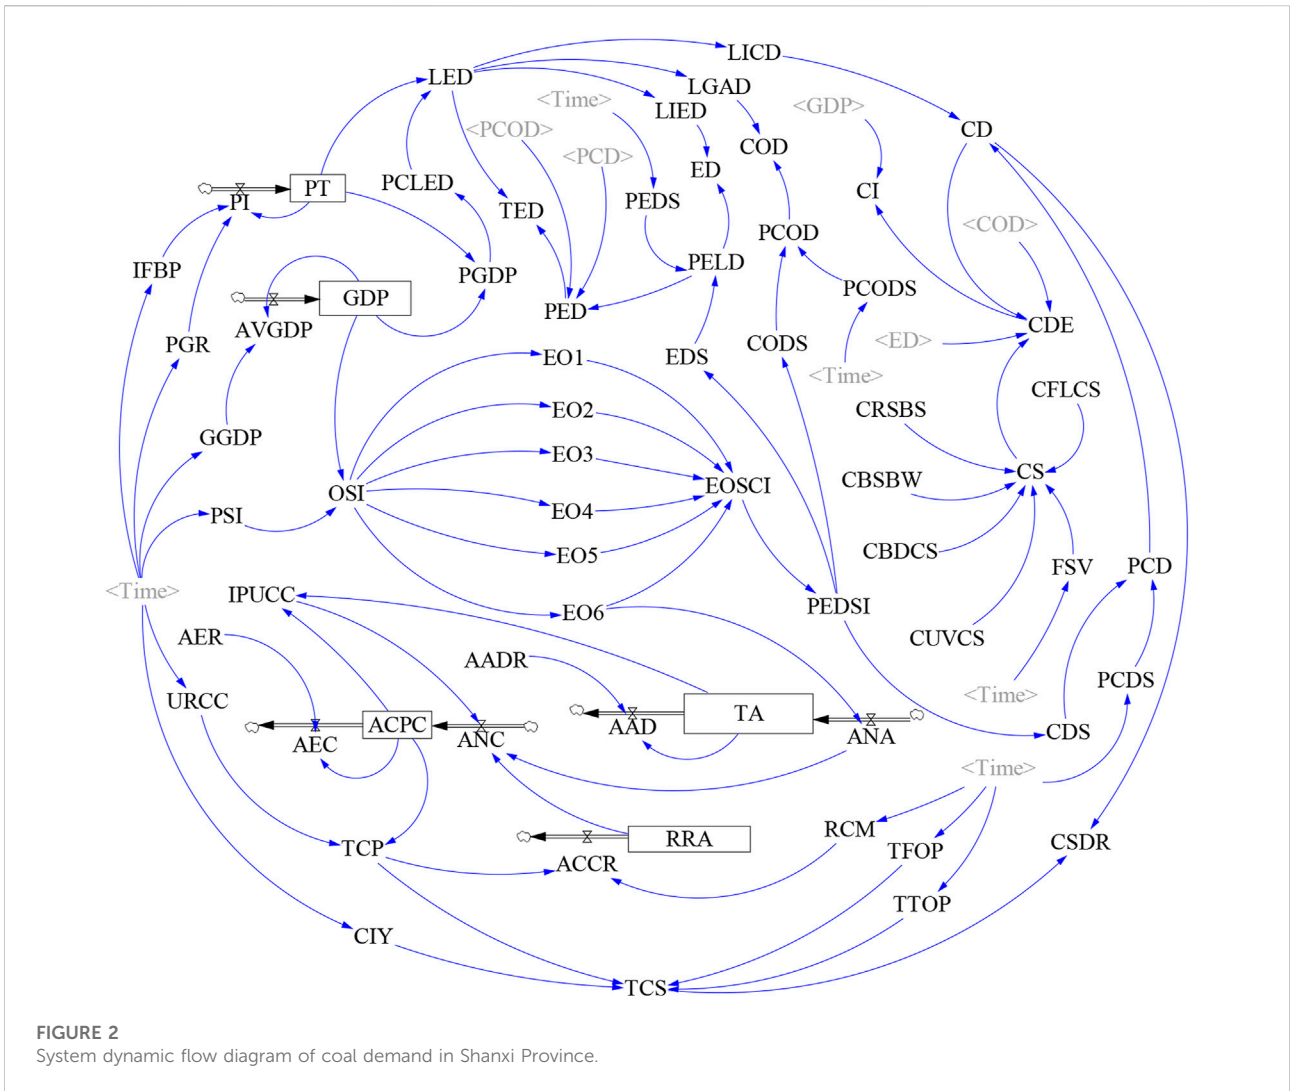 LICD
LED
LGAD
<Time>
LIED
<GDP>
<PCOD>
CD
COD
<PCD>
ED
PT
PCLED
CI
PEDS
PI
TED
<COD>
PCOD
PELD
IFBP
PGDP
PCODS
GDP
PED
AVGDP
CDE
<ED>
PGR
CODS
EO1
EDS
<Time>
CFLCS
CRSBS
EO2
GGDP
EO3
CS
CBSBW
EOSCI
OSI
EO4
PSI
CBDCS
EO5
FSV
PCD
<Time>
IPUCC
PEDSI
EO6
AER
CUVCS
AADR
PCDS
<Time>
URCC
TA
ACPC
AAD
CDS
ANA
ANC
AEC
<Time>
RCM
RRA
CSDR
TCP
TFOP
ACCR
TTOP
CIY
TCS
FIGURE 2
System dynamic flow diagram of coal demand in Shanxi Province.